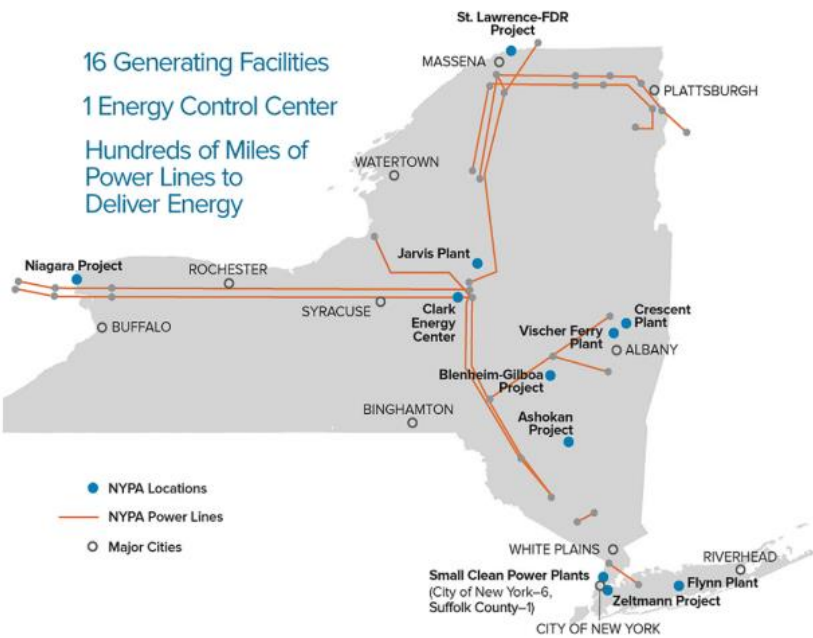 St. Lawrence-FDR
Project
MASSENA
16 Generating Facilities
1 Energy Control Center
Hundreds of Miles of
Power Lines to
Deliver Energy
PLATTSBURGH
WATERTOWN
Niagara Project
ROCHESTER
Jarvis Plant
SYRACUSE
Clark
Energy
Center
BUFFALO
Crescent
Plant
Vischer Ferry
Plant
ALBANY
Blenheim-Gilboa
Project
BINGHAMTON
Ashokan
Project
NYPA Locations
NYPA Power Lines
Major Cities
WHITE PLAINS
RIVERHEAD
Small Clean Power Plants
(City of New York–6,
Suffolk County–1)
Flynn Plant
Zeltmann Project
CITY OF NEW YORK